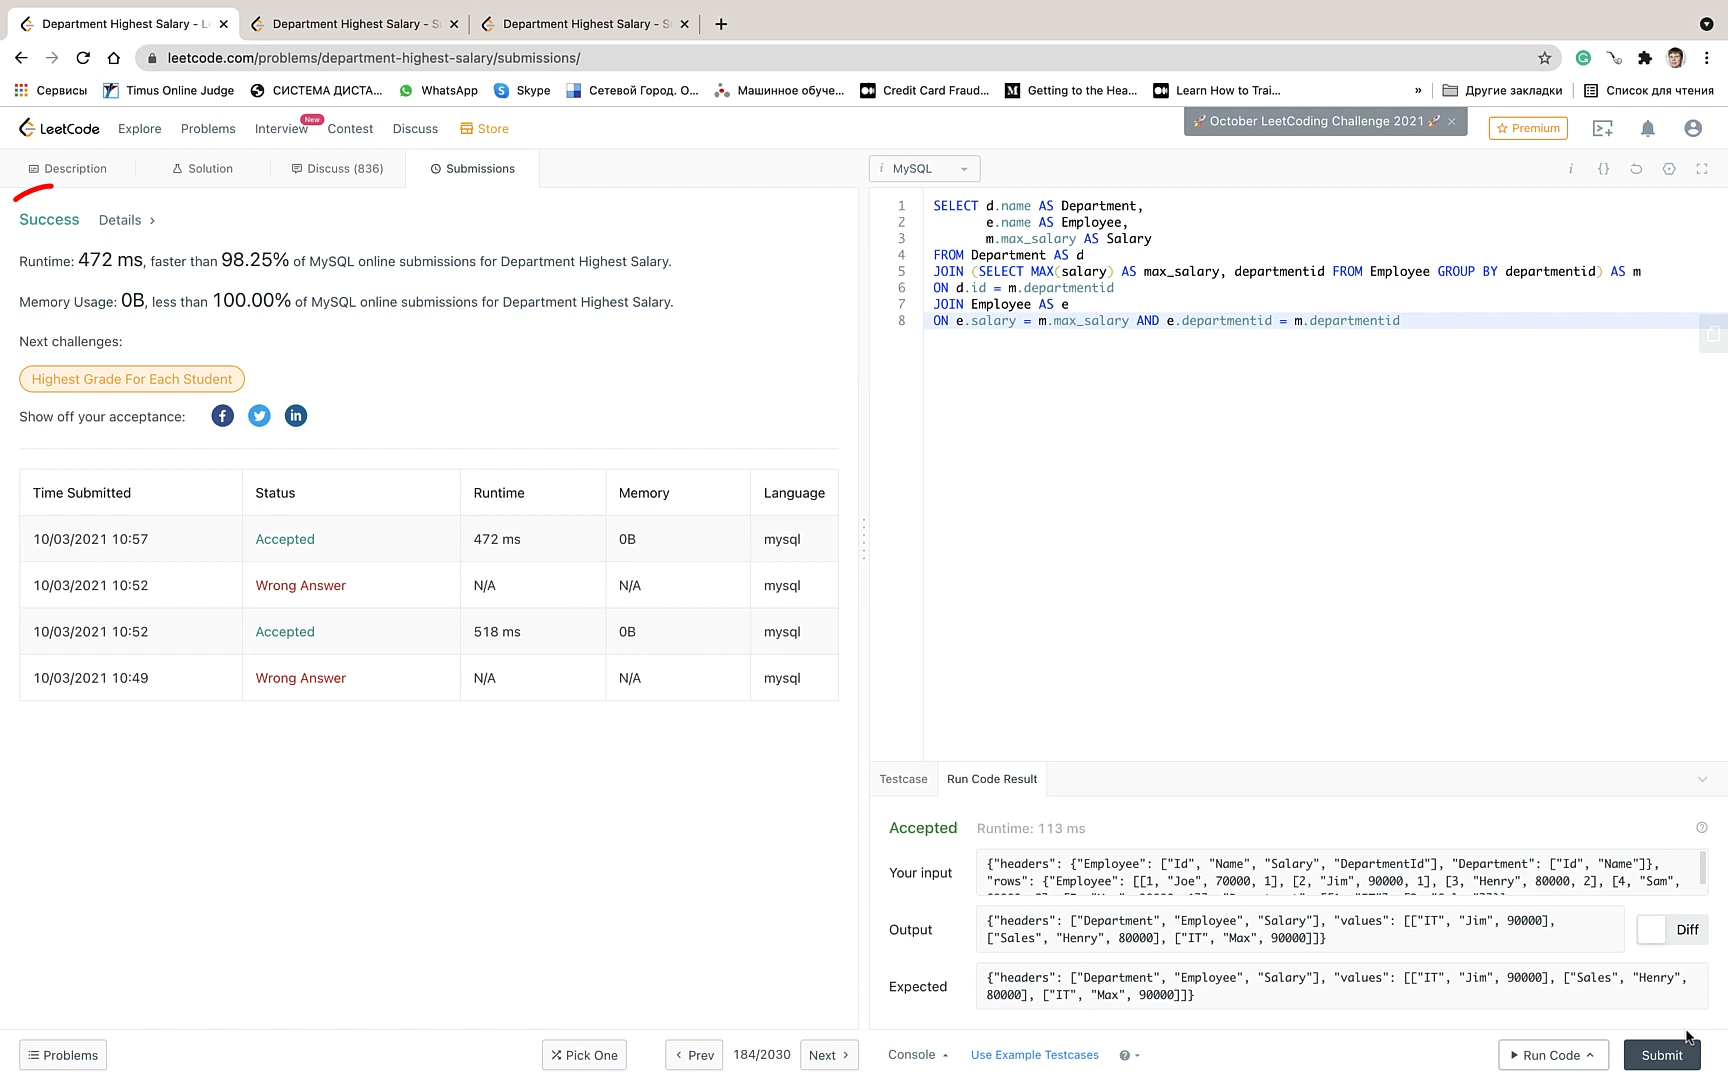 Department Highest Salary - L
Department Highest Salary - S
Department Highest Salary - S
leetcode.com/problems/department-highest-salary/submissions/
Сервисы
Timus Online Judge
СИСТЕМА ДИСТА...
WhatsApp
Skype
Сетевой Город. О...
Машинное обуче...
Credit Card Fraud...
Getting to the Hea...
Learn How to Trai...
»
Другие закладки
Список для чтения
LeetCode
Explore
Problems
Interview
New
Contest
Discuss
Store
October LeetCoding Challenge 2021
Premium
Description
Solution
Discuss (836)
Submissions
i MySQL
Success
Details >
Runtime: 472 ms, faster than 98.25% of MySQL online submissions for Department Highest Salary.
Memory Usage: 0B, less than 100.00% of MySQL online submissions for Department Highest Salary.
Next challenges:
Highest Grade For Each Student
Show off your acceptance:
Time Submitted Status Runtime Memory Language
10/03/2021 10:57 Accepted 472 ms 0B mysql
10/03/2021 10:52 Wrong Answer N/A N/A mysql
10/03/2021 10:52 Accepted 518 ms 0B mysql
10/03/2021 10:49 Wrong Answer N/A N/A mysql
1 SELECT d.name AS Department,
2 e.name AS Employee,
3 m.max_salary AS Salary
4 FROM Department AS d
5 JOIN (SELECT MAX(salary) AS max_salary, departmentid FROM Employee GROUP BY departmentid) AS m
6 ON d.id = m.departmentid
7 JOIN Employee AS e
8 ON e.salary = m.max_salary AND e.departmentid = m.departmentid
Testcase
Run Code Result
Accepted
Runtime: 113 ms
Your input
{"headers": {"Employee": ["Id", "Name", "Salary", "DepartmentId"], "Department": ["Id", "Name"]},
"rows": {"Employee": [[1, "Joe", 70000, 1], [2, "Jim", 90000, 1], [3, "Henry", 80000, 2], [4, "Sam",
Output
{"headers": ["Department", "Employee", "Salary"], "values": [["IT", "Jim", 90000],
["Sales", "Henry", 80000], ["IT", "Max", 90000]]}
Diff
Expected
{"headers": ["Department", "Employee", "Salary"], "values": [["IT", "Jim", 90000], ["Sales", "Henry",
80000], ["IT", "Max", 90000]]}
Problems
Pick One
< Prev
184/2030
Next >
Console
Use Example Testcases
Run Code
Submit